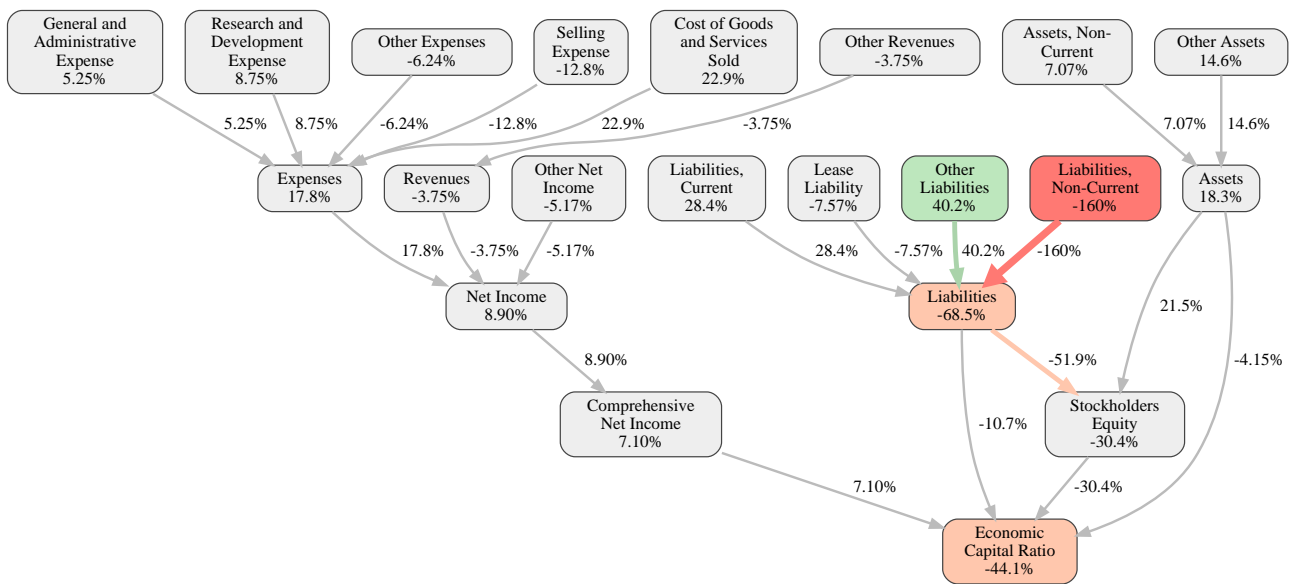 General and
Administrative
Expense
5.25%
Research and
Development
Expense
8.75%
Other Expenses
-6.24%
Selling
Expense
-12.8%
Cost of Goods
and Services
Sold
22.9%
Other Revenues
-3.75%
Assets, Non-
Current
7.07%
Other Assets
14.6%
5.25%
8.75%
-6.24%
-12.8%
22.9%
-3.75%
7.07%
14.6%
Expenses
17.8%
Revenues
-3.75%
Other Net
Income
-5.17%
Liabilities,
Current
28.4%
Lease
Liability
-7.57%
Other
Liabilities
40.2%
Liabilities,
Non-Current
-160%
Assets
18.3%
17.8%
-3.75%
-5.17%
28.4%
-7.57%
40.2%
-160%
Net Income
8.90%
Liabilities
-68.5%
21.5%
8.90%
-51.9%
-4.15%
Comprehensive
Net Income
7.10%
-10.7%
Stockholders
Equity
-30.4%
7.10%
-30.4%
Economic
Capital Ratio
-44.1%